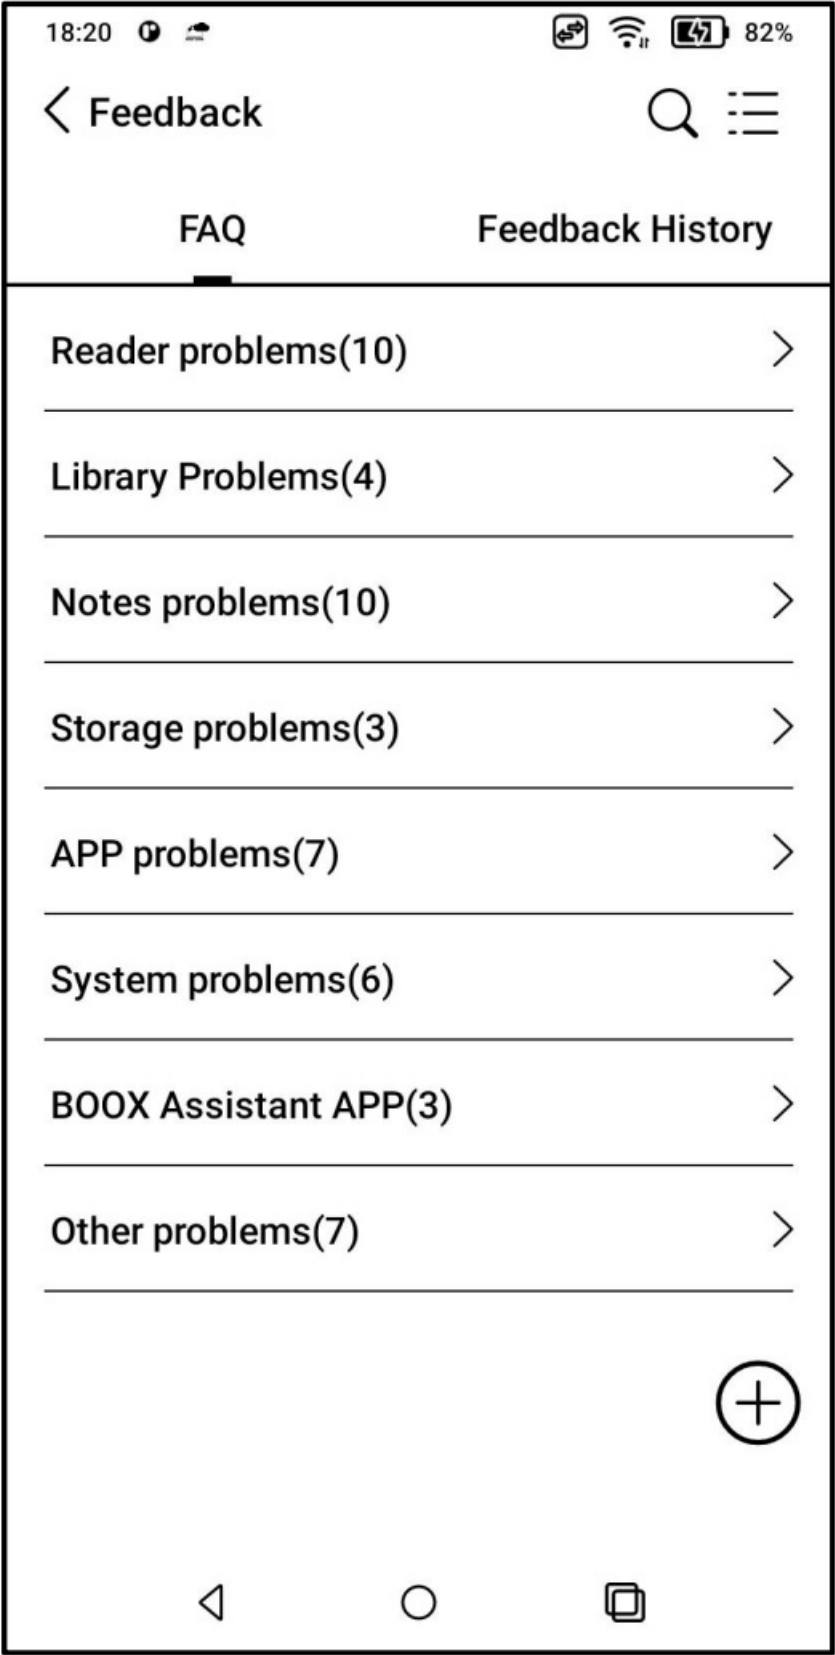 18:20 82%
Feedback
FAQ Feedback History
Reader problems(10)
Library Problems(4)
Notes problems(10)
Storage problems(3)
APP problems(7)
System problems(6)
BOOX Assistant APP(3)
Other problems(7)